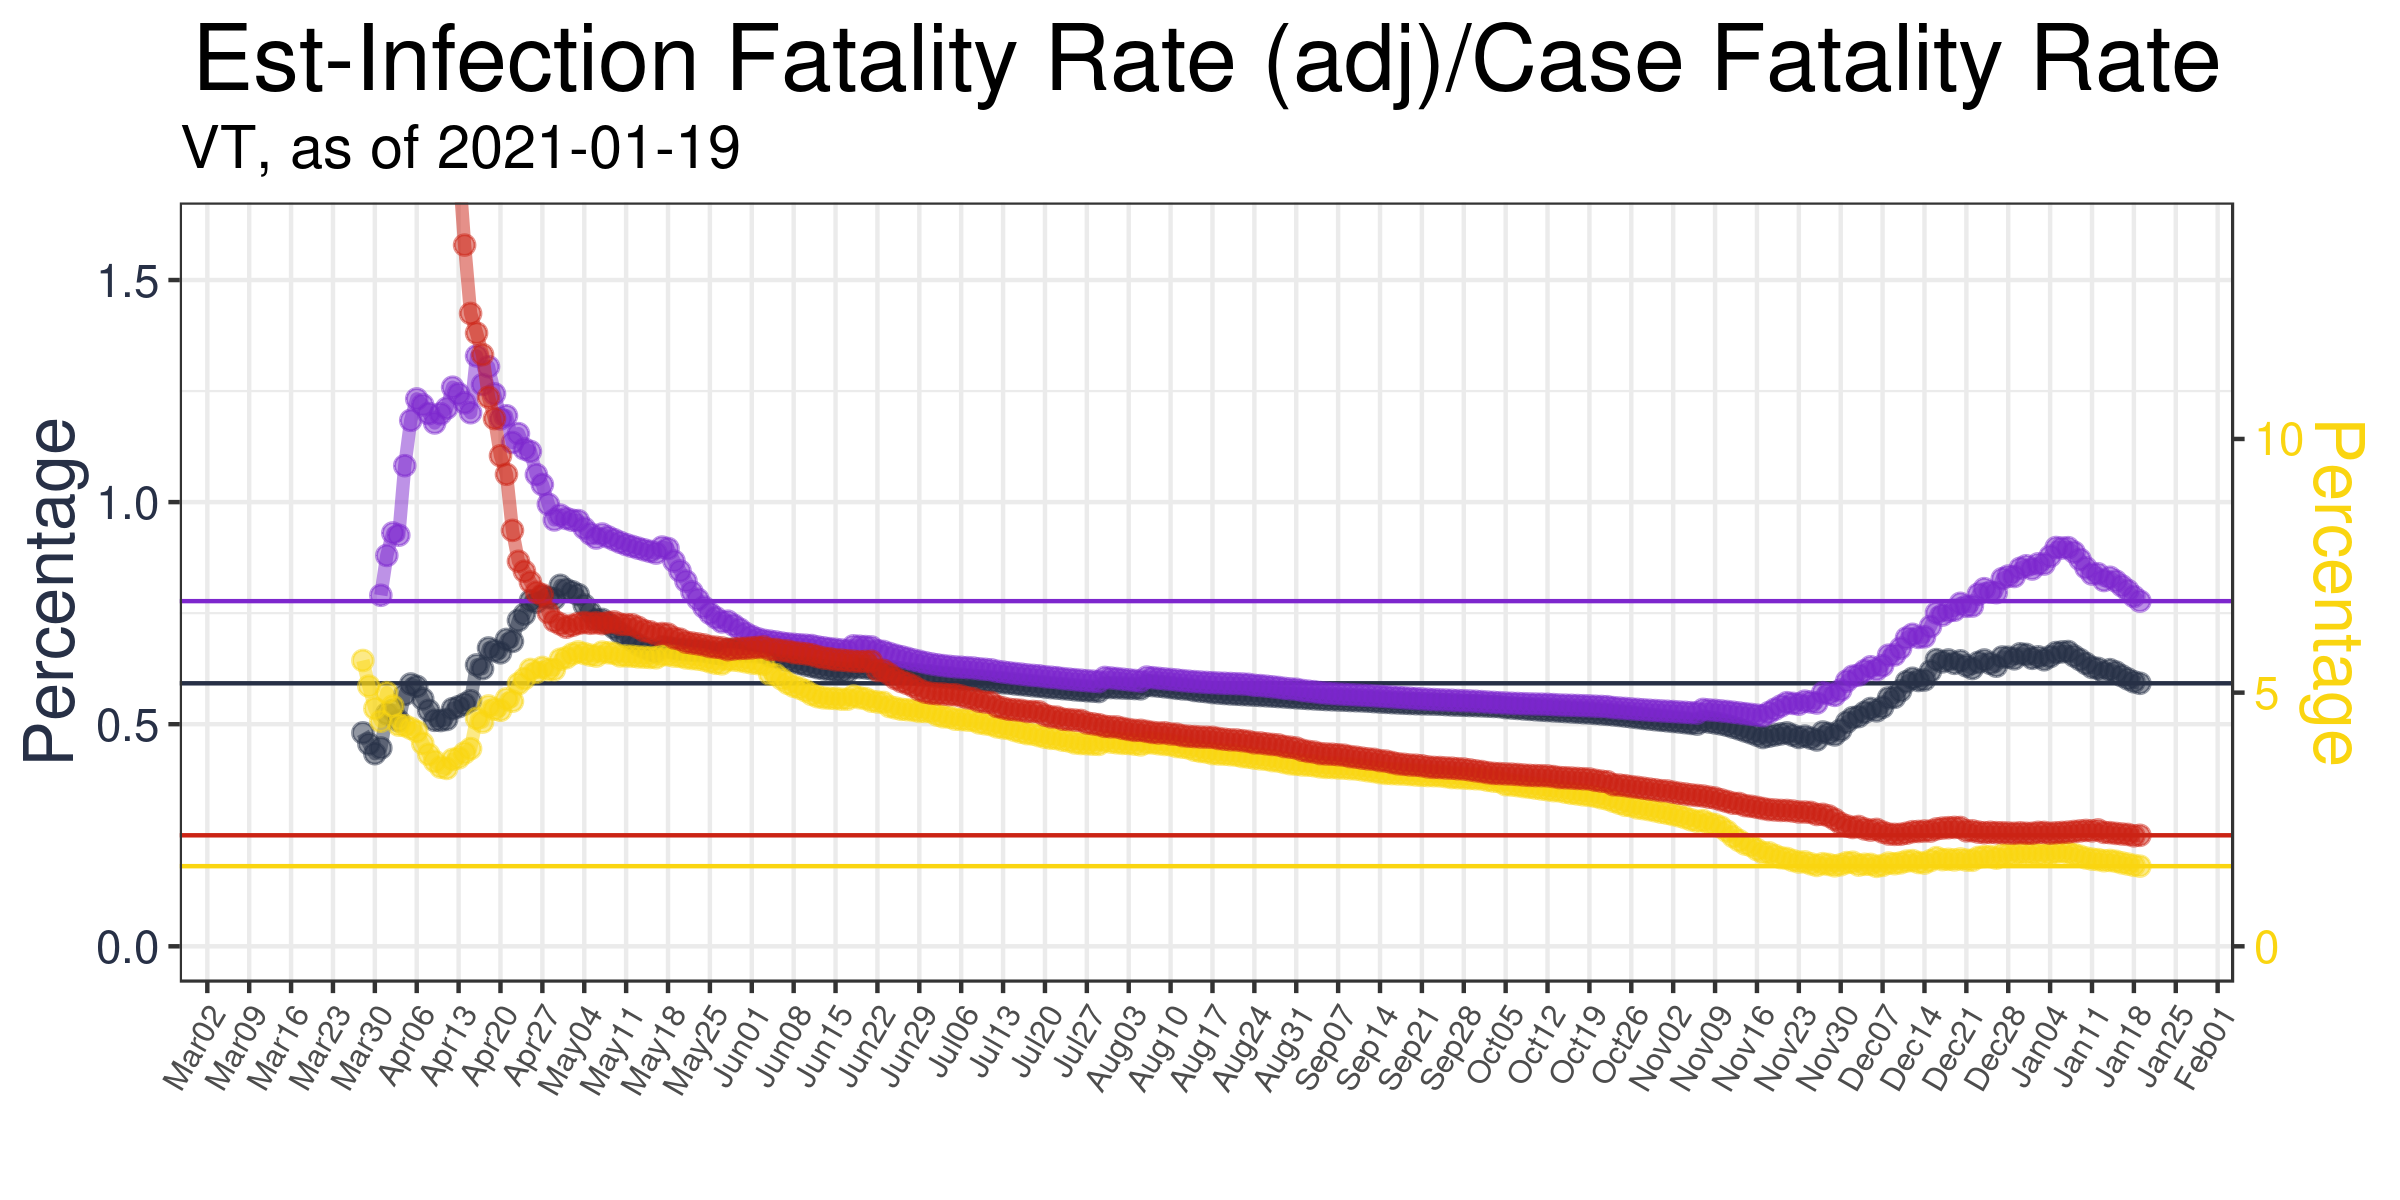 Est-Infection Fatality Rate (adj)/Case Fatality Rate
VT, as of 2021-01-19
Percentage
1.5
1.0
0.5
0.0
10
5
0
Percentage
Mar02
Mar09
Mar16
Mar23
Mar30
Apr06
Apr13
Apr20
Apr27
May04
May11
May18
May25
Jun01
Jun08
Jun15
Jun22
Jun29
Jul06
Jul13
Jul20
Jul27
Aug03
Aug10
Aug17
Aug24
Aug31
Sep07
Sep14
Sep21
Sep28
Oct05
Oct12
Oct19
Oct26
Nov02
Nov09
Nov16
Nov23
Nov30
Dec07
Dec14
Dec21
Dec28
Jan04
Jan11
Jan18
Jan25
Feb01